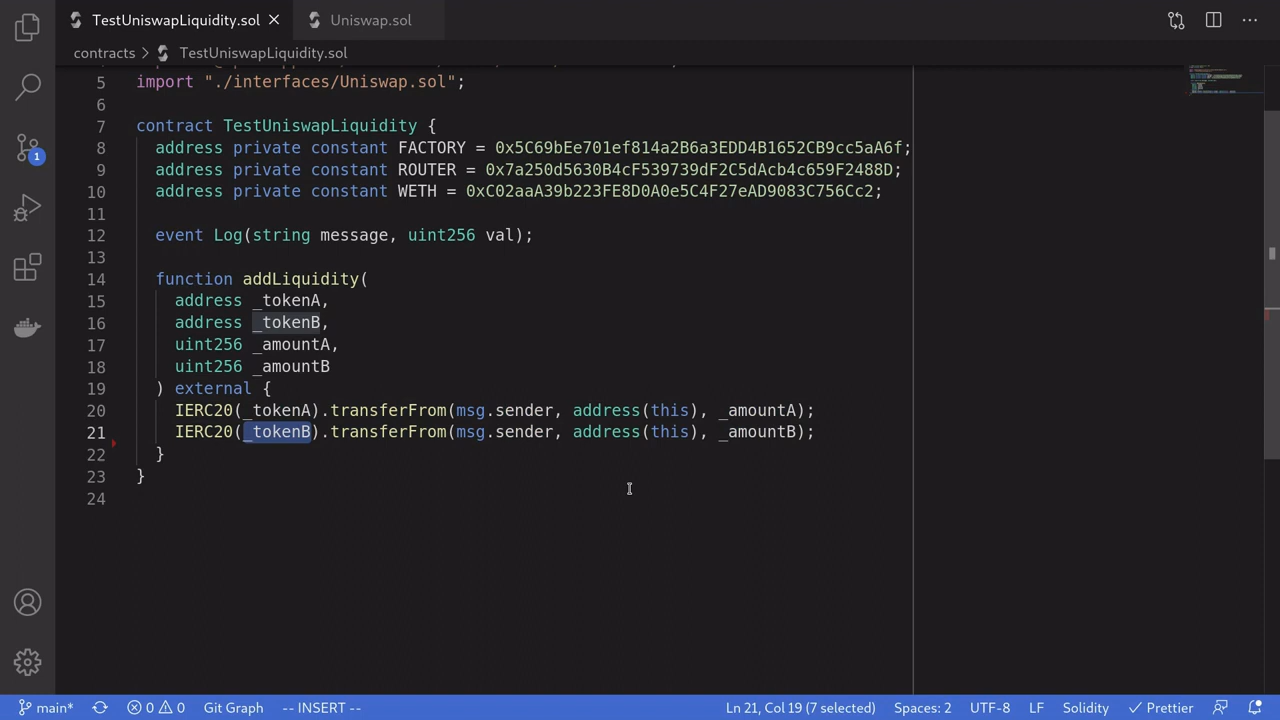 TestUniswapLiquidity.sol
Uniswap.sol
contracts > TestUniswapLiquidity.sol
5 import "./interfaces/Uniswap.sol";
6
7 contract TestUniswapLiquidity {
8 address private constant FACTORY = 0x5C69bEe701ef814a2B6a3EDD4B1652CB9cc5aA6f;
9 address private constant ROUTER = 0x7a250d5630B4cF539739dF2C5dAcb4c659F2488D;
10 address private constant WETH = 0xC02aaA39b223FE8D0A0e5C4F27eAD9083C756Cc2;
11
12 event Log(string message, uint256 val);
13
14 function addLiquidity(
15 address _tokenA,
16 address _tokenB,
17 uint256 _amountA,
18 uint256 _amountB
19 ) external {
20 IERC20(_tokenA).transferFrom(msg.sender, address(this), _amountA);
21 IERC20(_tokenB).transferFrom(msg.sender, address(this), _amountB);
22 }
23 }
24
1
main* 0 0 Git Graph -- INSERT -- Ln 21, Col 19 (7 selected) Spaces: 2 UTF-8 LF Solidity Prettier